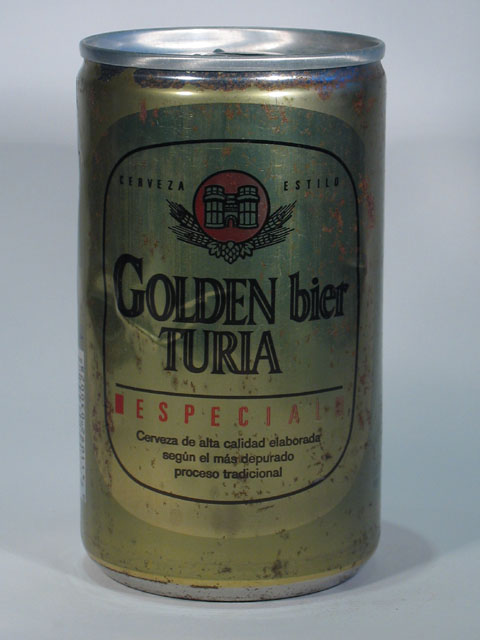 CERVEZA ESTILO
GOLDEN bier
TURIA
ESPECIAL
Cerveza de alta calidad elaborada
según el más depurado
proceso tradicional